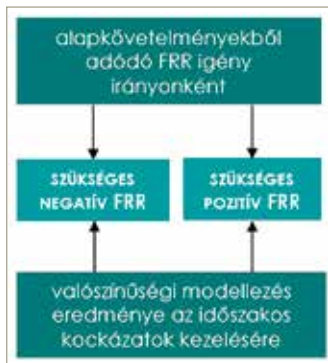 alapkövetelményekből
adódó FRR igény
irányonként
SZÜKSÉGES
NEGATÍV FRR
SZÜKSÉGES
POZITÍV FRR
valószínűségi modellezés
eredménye az időszakos
kockázatok kezelésére